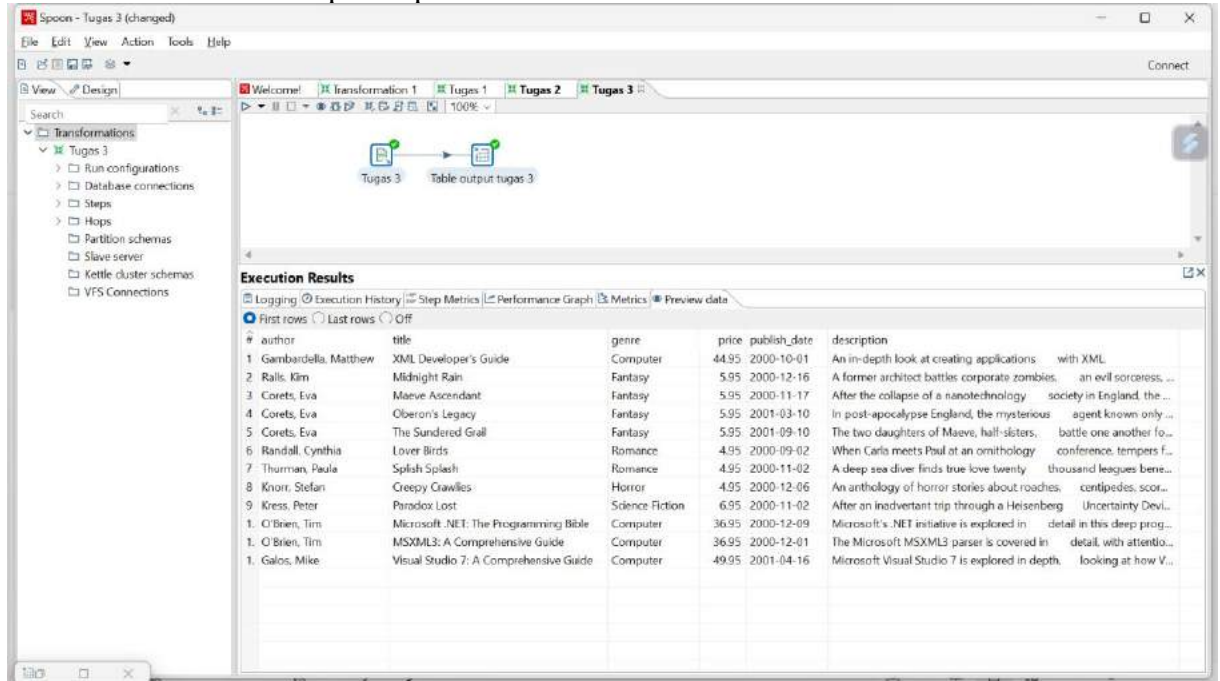 Spoon - Tugas 3 (changed)
File Edit View Action Tools Help
Connect
View Design
Search
Transformations
Tugas 3
Run configurations
Database connections
Steps
Hops
Partition schemas
Slave server
Kettle cluster schemas
VFS Connections
Welcome! Transformation 1 Tugas 1 Tugas 2 Tugas 3
100%
Tugas 3 Table output tugas 3
Execution Results
Logging Execution History Step Metrics Performance Graph Metrics Preview data
First rows Last rows Off
# author title genre price publish_date description
1 Gambardella, Matthew XML Developer's Guide Computer 44.95 2000-10-01 An in-depth look at creating applications with XML.
2 Ralls, Kim Midnight Rain Fantasy 5.95 2000-12-16 A former architect battles corporate zombies, an evil sorceress, ...
3 Corets, Eva Maeve Ascendant Fantasy 5.95 2000-11-17 After the collapse of a nanotechnology society in England, the ...
4 Corets, Eva Oberon's Legacy Fantasy 5.95 2001-03-10 In post-apocalypse England, the mysterious agent known only ...
5 Corets, Eva The Sundered Grail Fantasy 5.95 2001-09-10 The two daughters of Maeve, half-sisters, battle one another fo...
6 Randall, Cynthia Lover Birds Romance 4.95 2000-09-02 When Carla meets Paul at an ornithology conference, tempers f...
7 Thurman, Paula Splish Splash Romance 4.95 2000-11-02 A deep sea diver finds true love twenty thousand leagues bene...
8 Knorr, Stefan Creepy Crawlies Horror 4.95 2000-12-06 An anthology of horror stories about roaches, centipedes, scor...
9 Kress, Peter Paradox Lost Science Fiction 6.95 2000-11-02 After an inadvertant trip through a Heisenberg Uncertainty Devi...
1. O'Brien, Tim Microsoft .NET: The Programming Bible Computer 36.95 2000-12-09 Microsoft's .NET initiative is explored in detail in this deep prog...
1. O'Brien, Tim MSXML3: A Comprehensive Guide Computer 36.95 2000-12-01 The Microsoft MSXML3 parser is covered in detail, with attentio...
1. Galos, Mike Visual Studio 7: A Comprehensive Guide Computer 49.95 2001-04-16 Microsoft Visual Studio 7 is explored in depth, looking at how V...